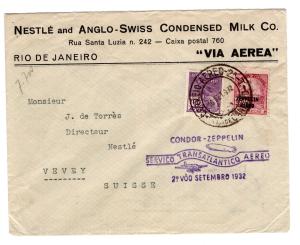 NESTLÉ AND ANGLO-SWISS CONDENSED MILK CO.
Rua Santa Luzia n. 242 — Caixa postal 760
RIO DE JANEIRO
"VIA AEREA"
Monsieur
J. de Torrès
Directeur
Nestlé
VEVEY
SUISSE
CONDOR-ZEPPELIN
SERVIÇO TRANSATLANTICO AEREO
2º VÔO SETEMBRO 1932